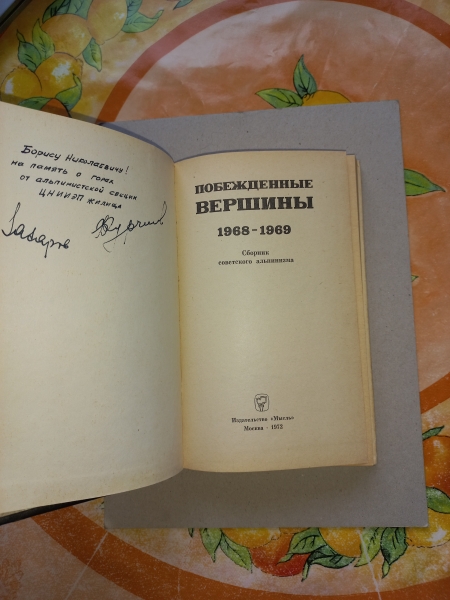 Борису Николаевичу!
на память о горах
от альпинистской секции
ЦНИИЭП жилища
Захаров
ПОБЕЖДЕННЫЕ
ВЕРШИНЫ
1968-1969
Сборник
советского альпинизма
Издательство «Мысль»
Москва · 1972